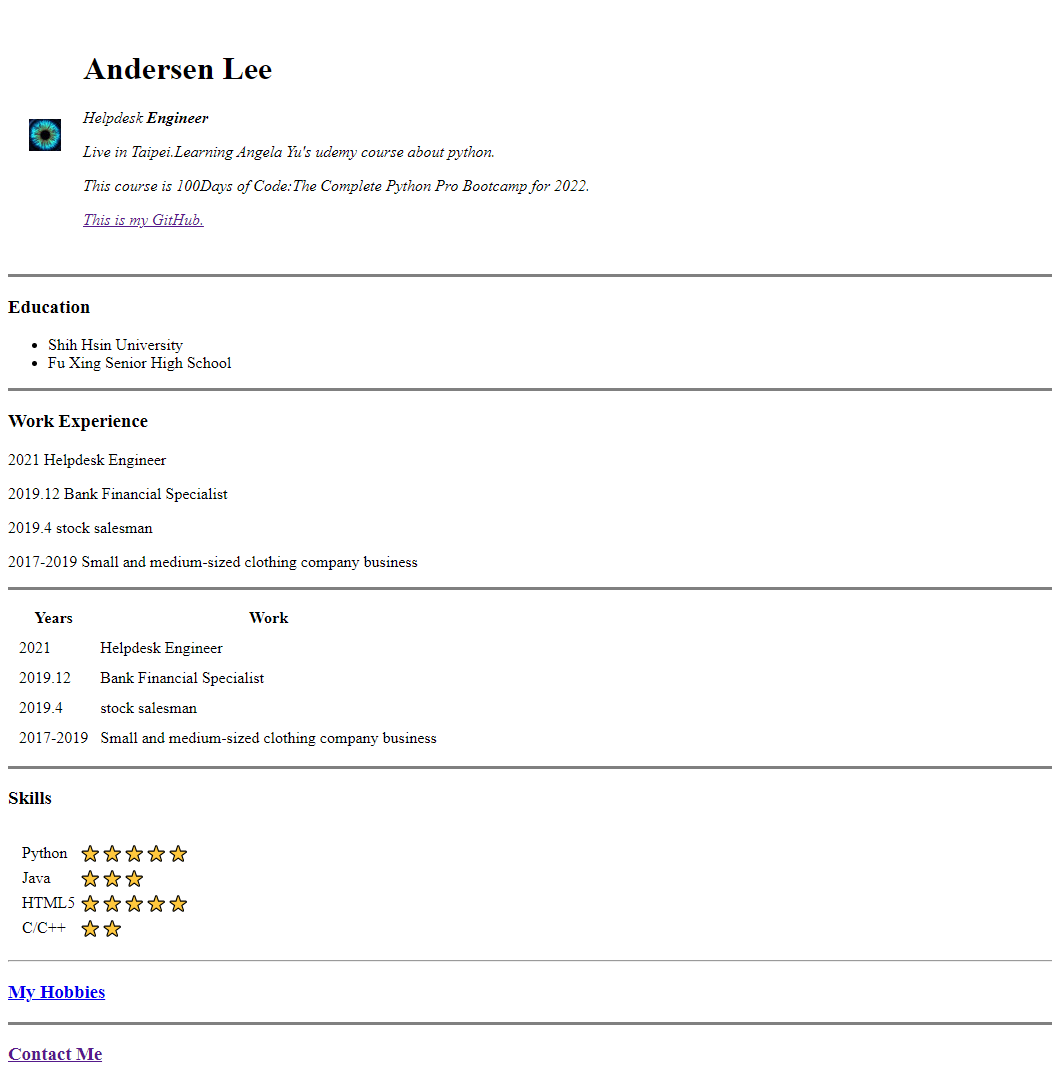 Andersen Lee
Helpdesk Engineer
Live in Taipei.Learning Angela Yu's udemy course about python.
This course is 100Days of Code:The Complete Python Pro Bootcamp for 2022.
This is my GitHub.
Education
Shih Hsin University
Fu Xing Senior High School
Work Experience
2021 Helpdesk Engineer
2019.12 Bank Financial Specialist
2019.4 stock salesman
2017-2019 Small and medium-sized clothing company business
Years Work
2021 Helpdesk Engineer
2019.12 Bank Financial Specialist
2019.4 stock salesman
2017-2019 Small and medium-sized clothing company business
Skills
Python
Java
HTML5
C/C++
My Hobbies
Contact Me